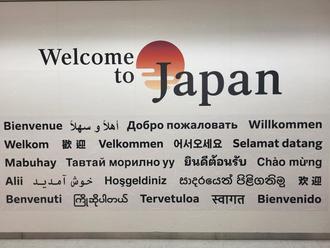 Welcome
to Japan
Bienvenue أهلاً و سهلاً Добро пожаловать Willkommen
Welkom 歡迎 Velkommen 어서오세요 Selamat datang
Mabuhay Тавтай морилно уу ยินดีต้อนรับ Chào mừng
Alii خوش آمدید Hoşgeldiniz සාදරයෙන් පිළිගනිමු 欢迎
Benvenuti ကြိုဆိုပါတယ် Tervetuloa स्वागत Bienvenido